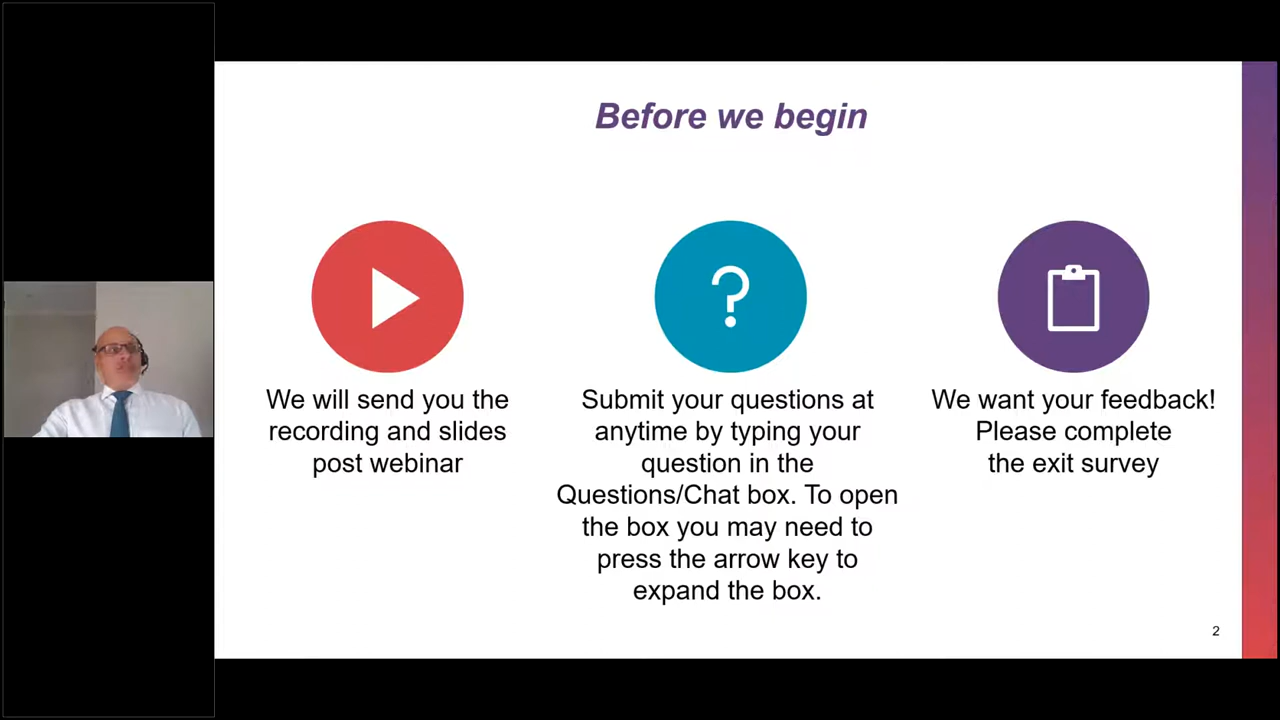 Before we begin
We will send you the
recording and slides
post webinar
Submit your questions at
anytime by typing your
question in the
Questions/Chat box. To open
the box you may need to
press the arrow key to
expand the box.
We want your feedback!
Please complete
the exit survey
2